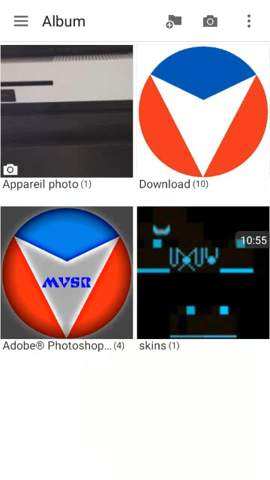 Album
Appareil photo (1)
Download (10)
MVSR
10:55
Adobe® Photoshop... (4)
skins (1)